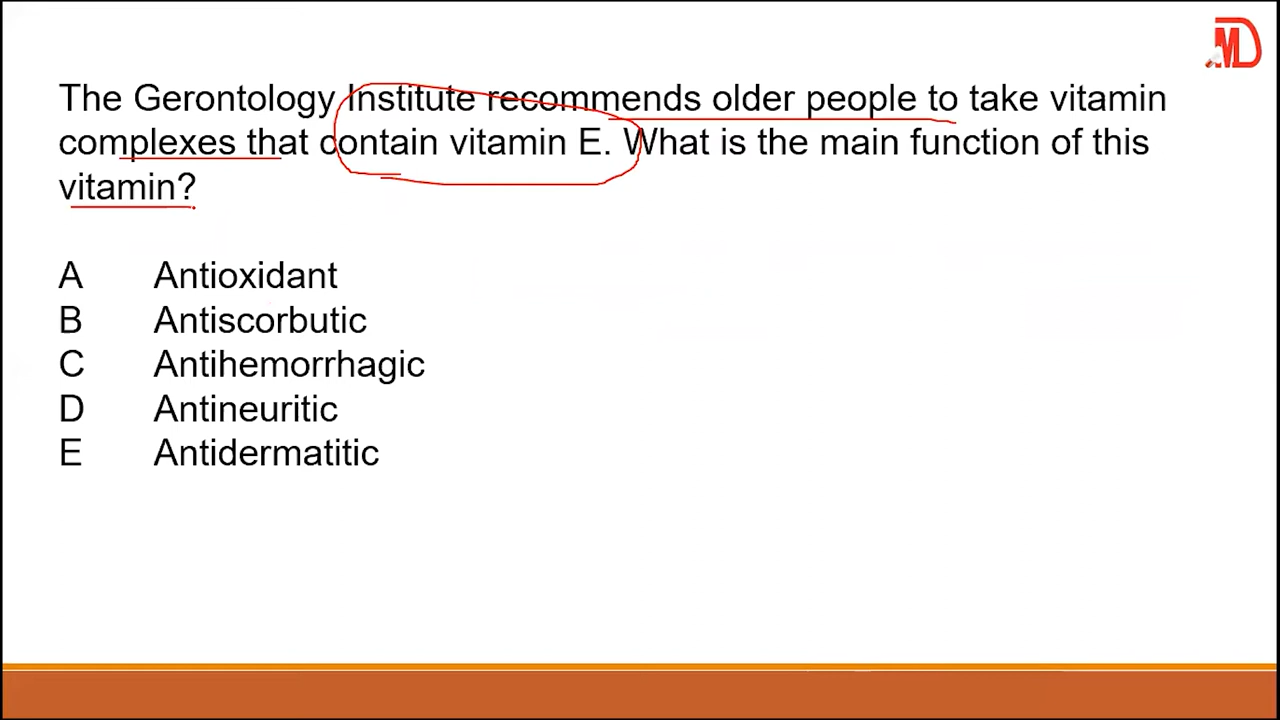 MD
The Gerontology Institute recommends older people to take vitamin
complexes that contain vitamin E. What is the main function of this
vitamin?
A Antioxidant
B Antiscorbutic
C Antihemorrhagic
D Antineuritic
E Antidermatitic